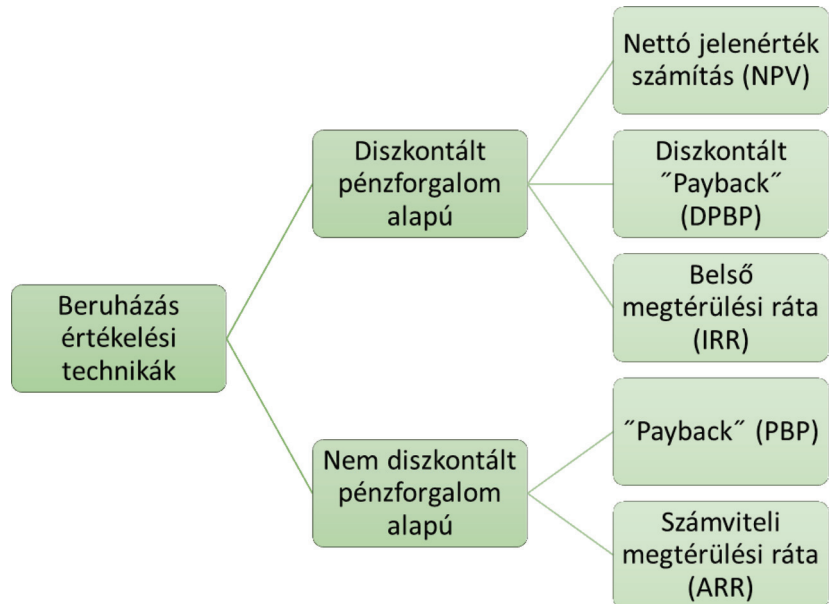 Nettó jelenérték
számítás (NPV)
Diszkontált
pénzforgalom
alapú
Diszkontált
˝Payback˝
(DPBP)
Belső
megtérülési ráta
(IRR)
Beruházás
értékelési
technikák
Nem diszkontált
pénzforgalom
alapú
˝Payback˝ (PBP)
Számviteli
megtérülési ráta
(ARR)